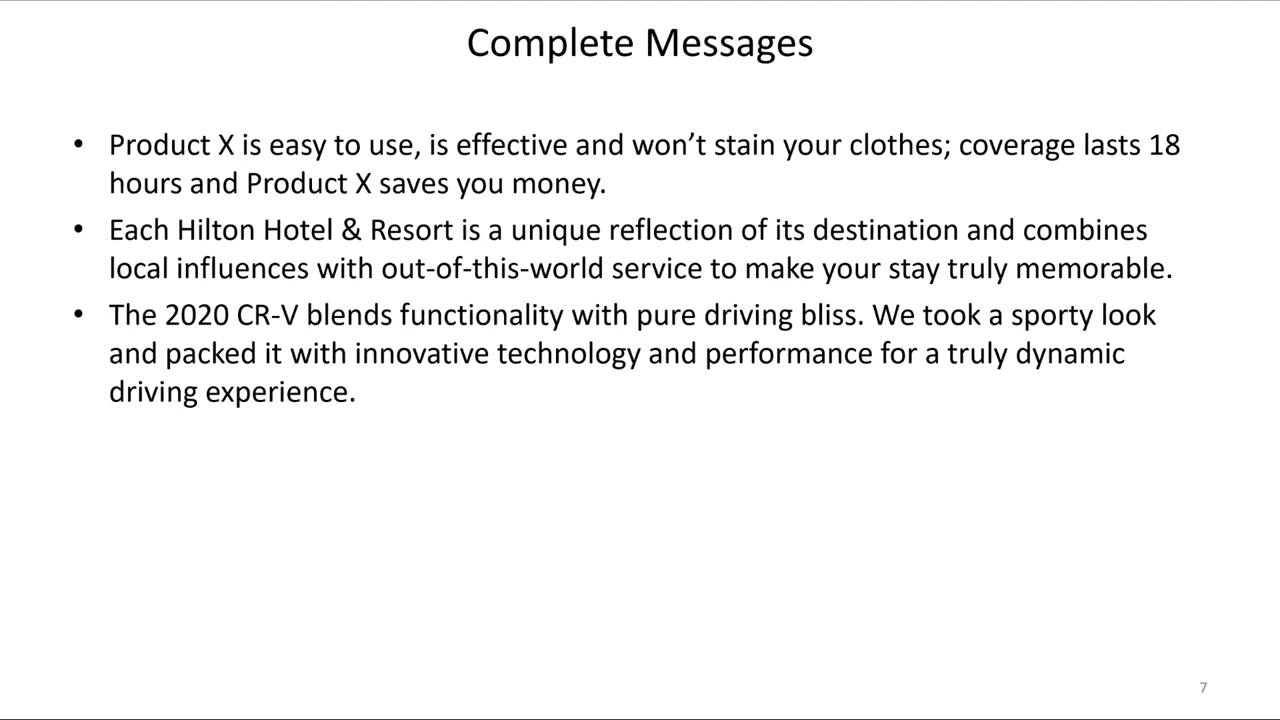 Complete Messages
• Product X is easy to use, is effective and won’t stain your clothes; coverage lasts 18
hours and Product X saves you money.
• Each Hilton Hotel & Resort is a unique reflection of its destination and combines
local influences with out-of-this-world service to make your stay truly memorable.
• The 2020 CR-V blends functionality with pure driving bliss. We took a sporty look
and packed it with innovative technology and performance for a truly dynamic
driving experience.
7